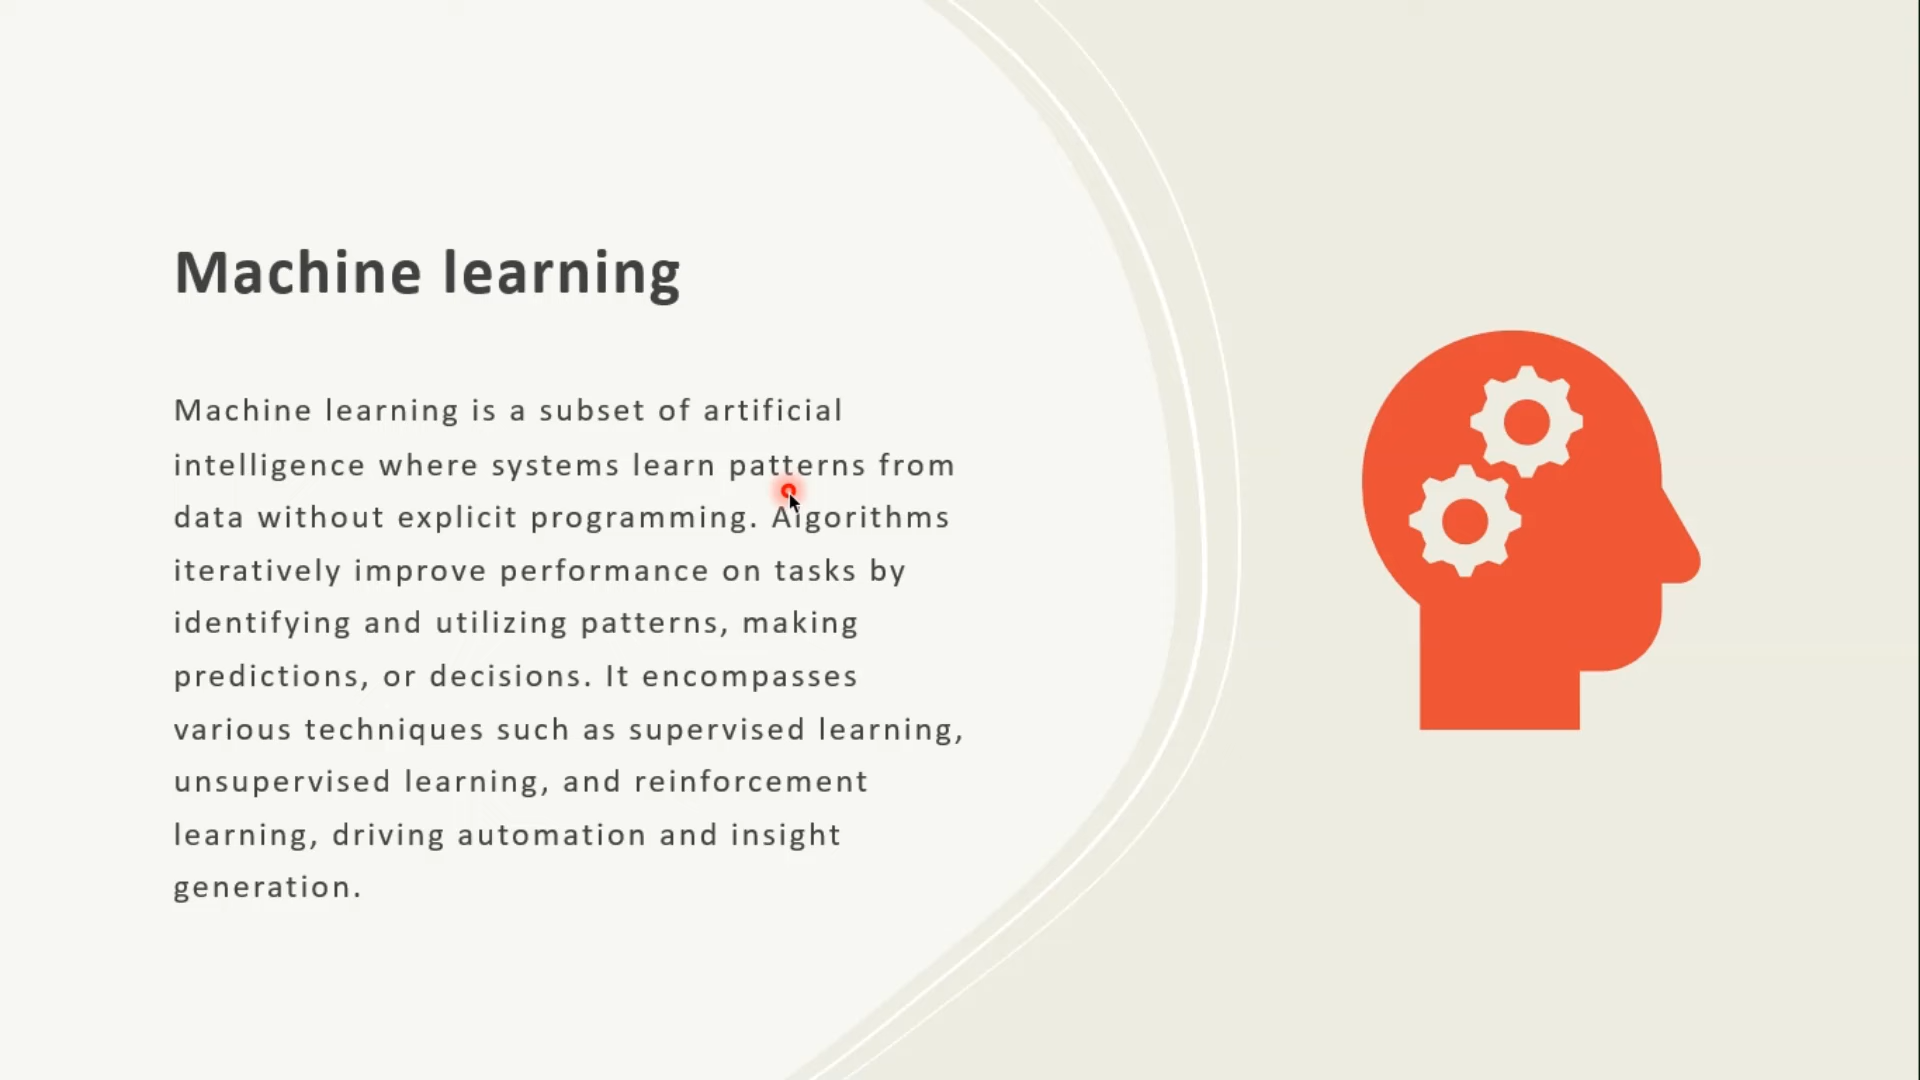 Machine learning
Machine learning is a subset of artificial
intelligence where systems learn patterns from
data without explicit programming. Algorithms
iteratively improve performance on tasks by
identifying and utilizing patterns, making
predictions, or decisions. It encompasses
various techniques such as supervised learning,
unsupervised learning, and reinforcement
learning, driving automation and insight
generation.